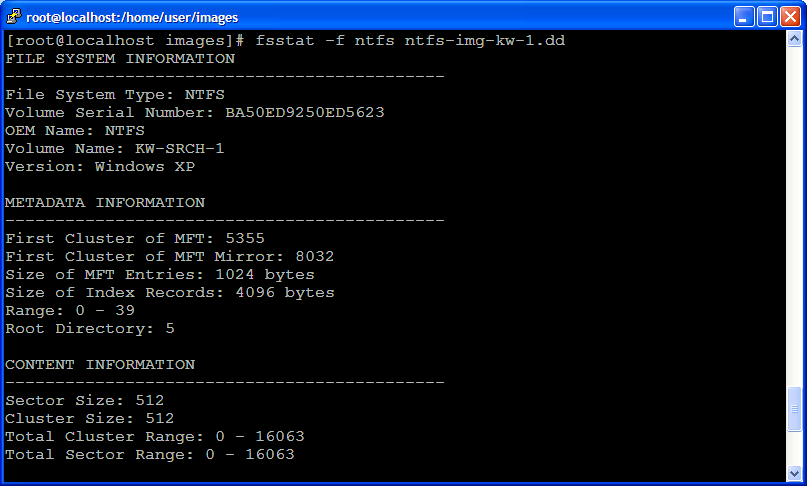 root@localhost:/home/user/images
[root@localhost images]# fsstat -f ntfs ntfs-img-kw-1.dd
FILE SYSTEM INFORMATION
--------------------------------------------
File System Type: NTFS
Volume Serial Number: BA50ED9250ED5623
OEM Name: NTFS
Volume Name: KW-SRCH-1
Version: Windows XP
METADATA INFORMATION
--------------------------------------------
First Cluster of MFT: 5355
First Cluster of MFT Mirror: 8032
Size of MFT Entries: 1024 bytes
Size of Index Records: 4096 bytes
Range: 0 - 39
Root Directory: 5
CONTENT INFORMATION
--------------------------------------------
Sector Size: 512
Cluster Size: 512
Total Cluster Range: 0 - 16063
Total Sector Range: 0 - 16063